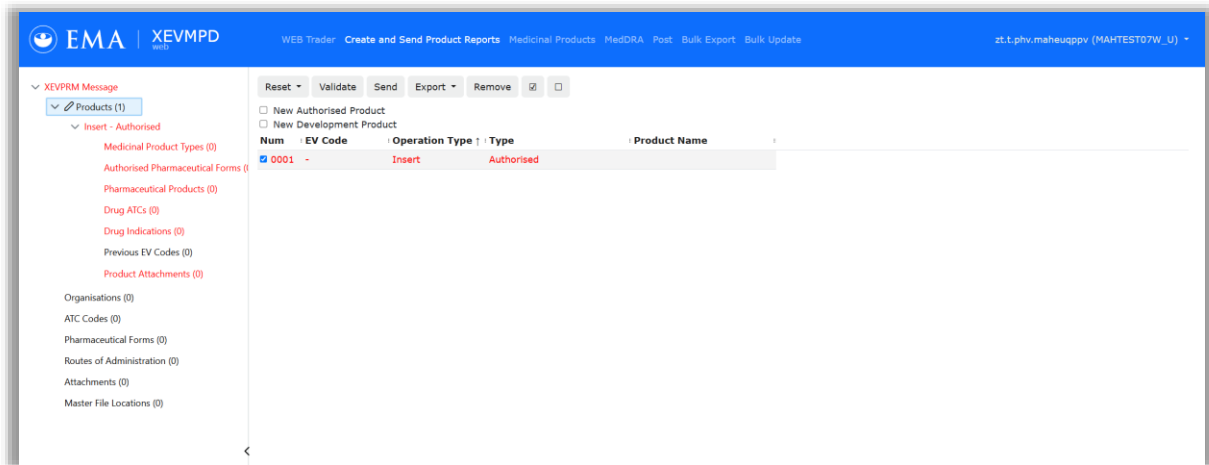 EMA | XEVMPD
web
WEB Trader Create and Send Product Reports Medicinal Products MedDRA Post Bulk Export Bulk Update
zt.t.phv.maheuqppv (MAHTEST07W_U)
XEVPRM Message
Products (1)
Insert - Authorised
Medicinal Product Types (0)
Authorised Pharmaceutical Forms (
Pharmaceutical Products (0)
Drug ATCs (0)
Drug Indications (0)
Previous EV Codes (0)
Product Attachments (0)
Organisations (0)
ATC Codes (0)
Pharmaceutical Forms (0)
Routes of Administration (0)
Attachments (0)
Master File Locations (0)
Reset Validate Send Export Remove
New Authorised Product
New Development Product
Num EV Code Operation Type ↑ Type Product Name
0001 - Insert Authorised